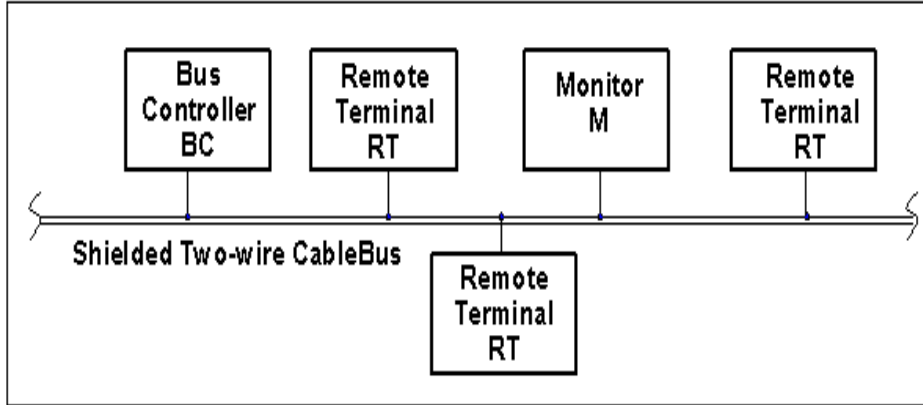 Bus
Controller
BC
Remote
Terminal
RT
Monitor
M
Remote
Terminal
RT
Shielded Two-wire CableBus
Remote
Terminal
RT